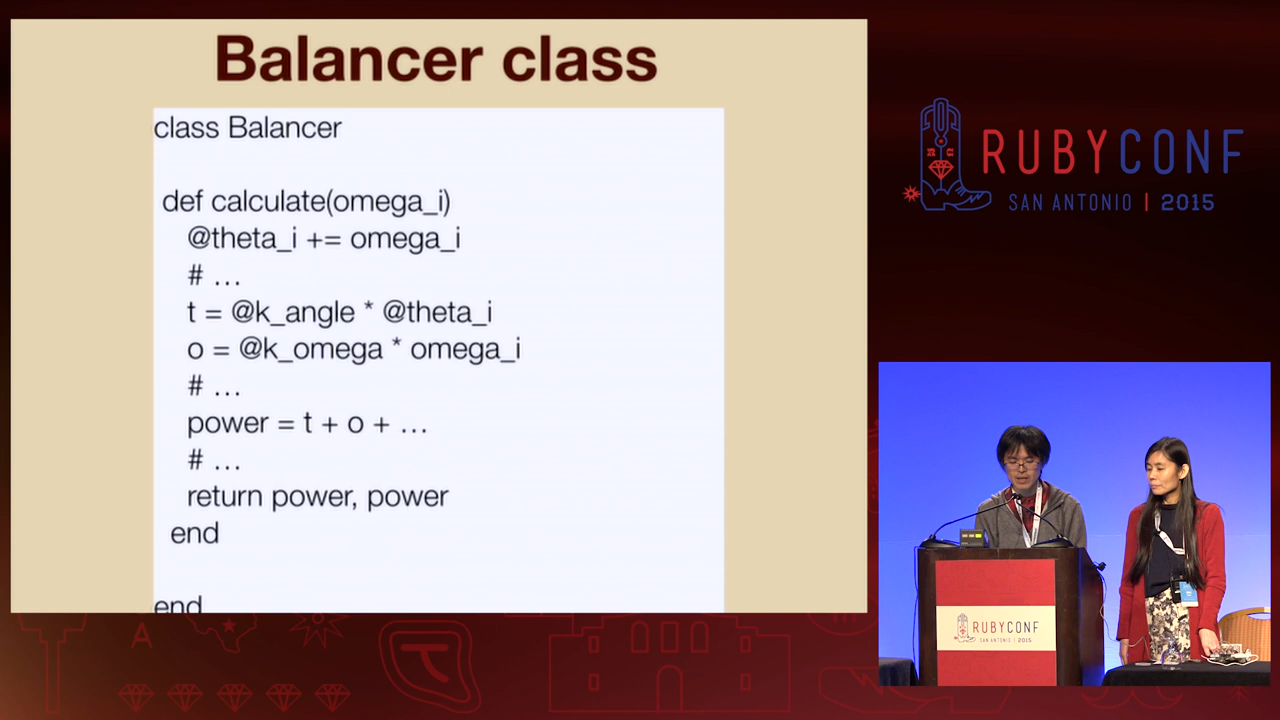 Balancer class
class Balancer
def calculate(omega_i)
@theta_i += omega_i
# …
t = @k_angle * @theta_i
o = @k_omega * omega_i
# …
power = t + o + …
# …
return power, power
end
end
RUBYCONF
SAN ANTONIO | 2015
RUBYCONF
SAN ANTONIO | 2015
A